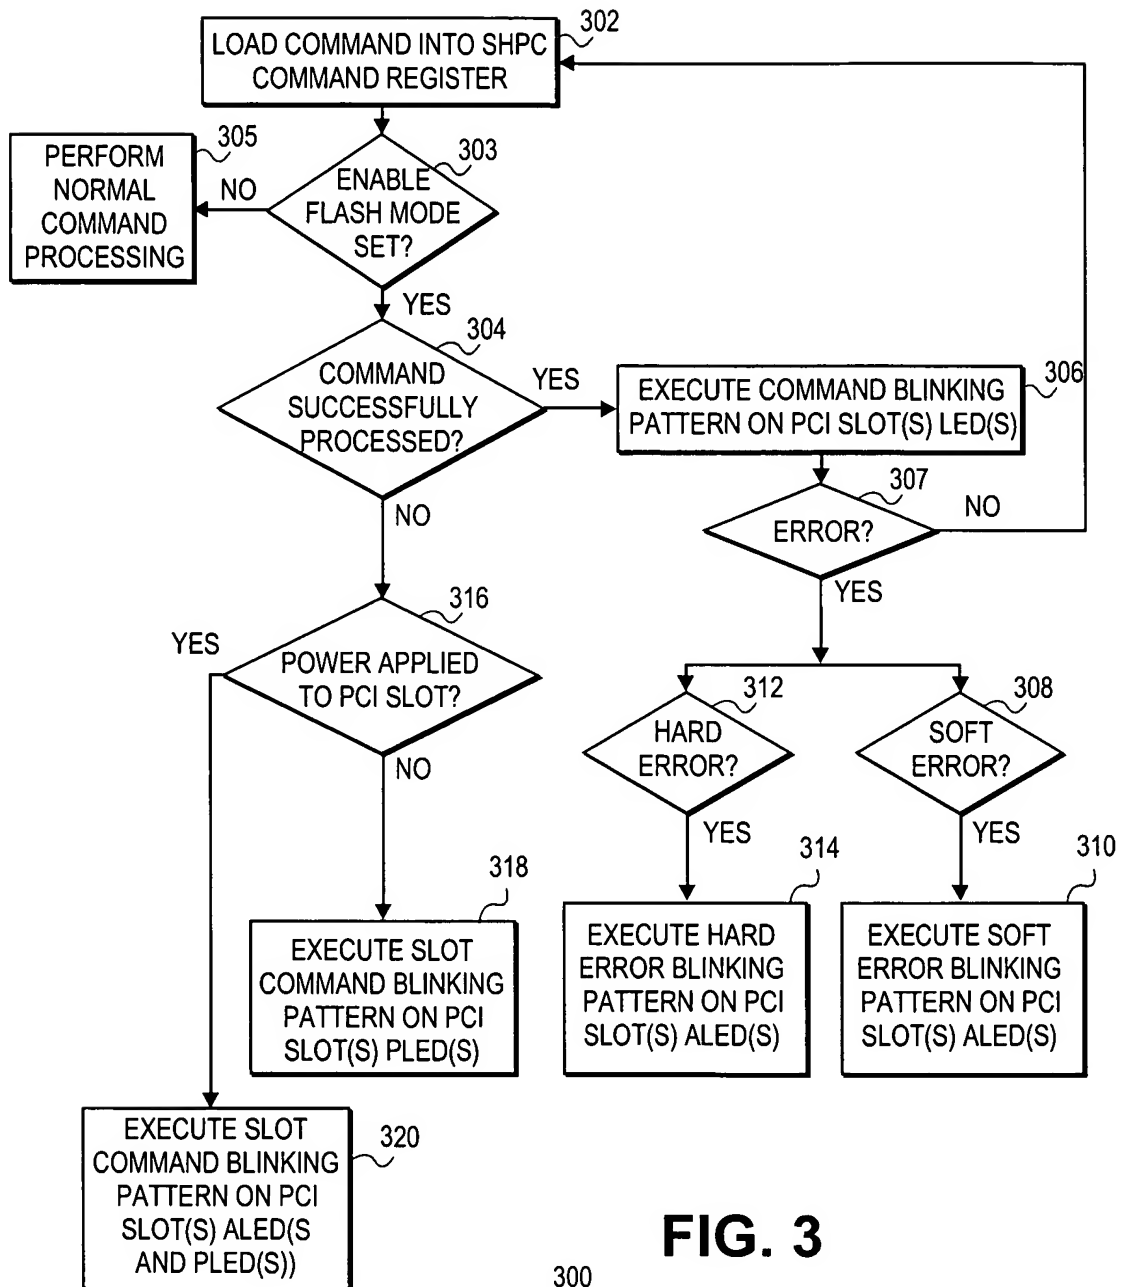 302
LOAD COMMAND INTO SHPC
COMMAND REGISTER
305
PERFORM
NORMAL
COMMAND
PROCESSING
NO
303
ENABLE
FLASH MODE
SET?
YES
304
COMMAND
SUCCESSFULLY
PROCESSED?
YES
306
EXECUTE COMMAND BLINKING
PATTERN ON PCI SLOT(S) LED(S)
307
ERROR?
NO
YES
NO
316
YES
POWER APPLIED
TO PCI SLOT?
NO
312
HARD
ERROR?
YES
308
SOFT
ERROR?
YES
318
EXECUTE SLOT
COMMAND BLINKING
PATTERN ON PCI
SLOT(S) PLED(S)
314
EXECUTE HARD
ERROR BLINKING
PATTERN ON PCI
SLOT(S) ALED(S)
310
EXECUTE SOFT
ERROR BLINKING
PATTERN ON PCI
SLOT(S) ALED(S)
320
EXECUTE SLOT
COMMAND BLINKING
PATTERN ON PCI
SLOT(S) ALED(S
AND PLED(S))
FIG. 3
300